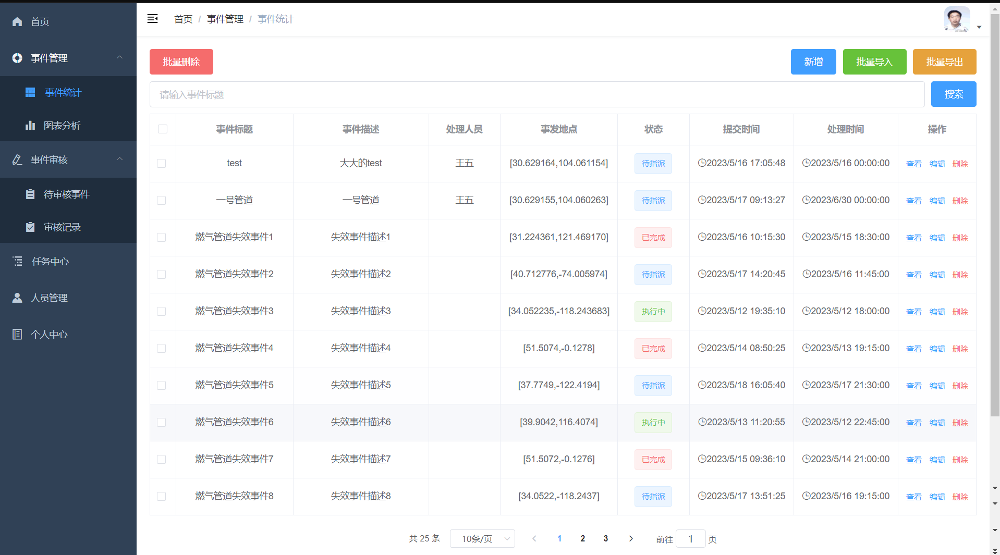 首页
事件管理
事件统计
图表分析
事件审核
待审核事件
审核记录
任务中心
人员管理
个人中心
首页 / 事件管理 / 事件统计
批量删除 新增 批量导入 批量导出
请输入事件标题 搜索
事件标题 事件描述 处理人员 事发地点 状态 提交时间 处理时间 操作
test 大大的test 王五 [30.629164,104.061154] 待指派 2023/5/16 17:05:48 2023/5/16 00:00:00 查看 编辑 删除
一号管道 一号管道 王五 [30.629155,104.060263] 待指派 2023/5/17 09:13:27 2023/6/30 00:00:00 查看 编辑 删除
燃气管道失效事件1 失效事件描述1 [31.224361,121.469170] 已完成 2023/5/16 10:15:30 2023/5/15 18:30:00 查看 编辑 删除
燃气管道失效事件2 失效事件描述2 [40.712776,-74.005974] 待指派 2023/5/17 14:20:45 2023/5/16 11:45:00 查看 编辑 删除
燃气管道失效事件3 失效事件描述3 [34.052235,-118.243683] 执行中 2023/5/12 19:35:10 2023/5/12 18:00:00 查看 编辑 删除
燃气管道失效事件4 失效事件描述4 [51.5074,-0.1278] 已完成 2023/5/14 08:50:25 2023/5/13 19:15:00 查看 编辑 删除
燃气管道失效事件5 失效事件描述5 [37.7749,-122.4194] 待指派 2023/5/18 16:05:40 2023/5/17 21:30:00 查看 编辑 删除
燃气管道失效事件6 失效事件描述6 [39.9042,116.4074] 执行中 2023/5/13 11:20:55 2023/5/12 22:45:00 查看 编辑 删除
燃气管道失效事件7 失效事件描述7 [51.5072,-0.1276] 已完成 2023/5/15 09:36:10 2023/5/14 21:00:00 查看 编辑 删除
燃气管道失效事件8 失效事件描述8 [34.0522,-118.2437] 待指派 2023/5/17 13:51:25 2023/5/16 19:15:00 查看 编辑 删除
共 25 条 10条/页 1 2 3 前往 1 页